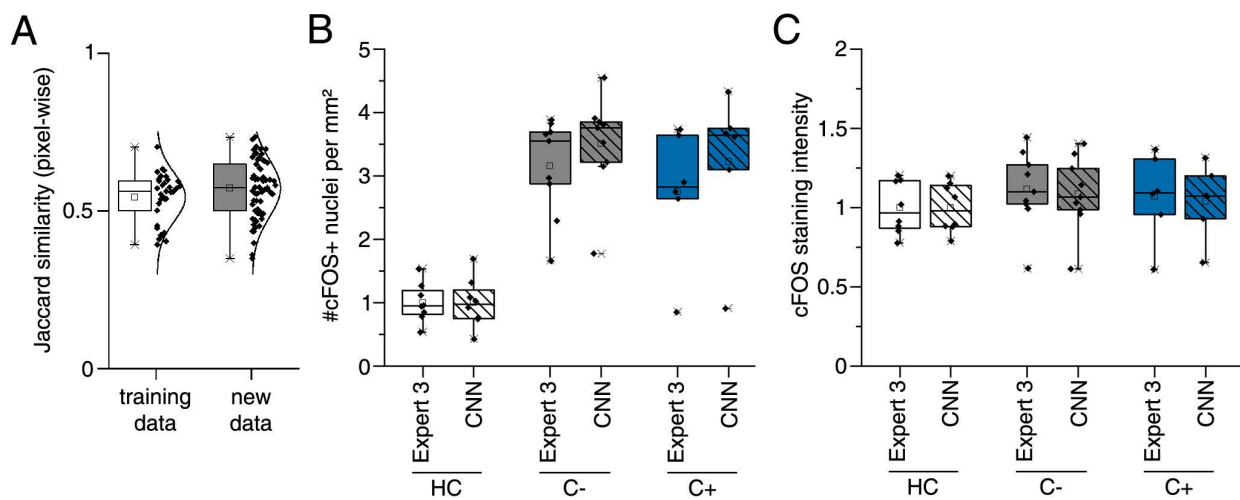 A
Jaccard similarity (pixel-wise)
1
0.5
0
training
data
new
data
B
#cFOS+ nuclei per mm²
5
4
3
2
1
0
Expert 3
CNN
Expert 3
CNN
Expert 3
CNN
HC
C-
C+
C
cFOS staining intensity
2
1.5
1
0.5
0
Expert 3
CNN
Expert 3
CNN
Expert 3
CNN
HC
C-
C+